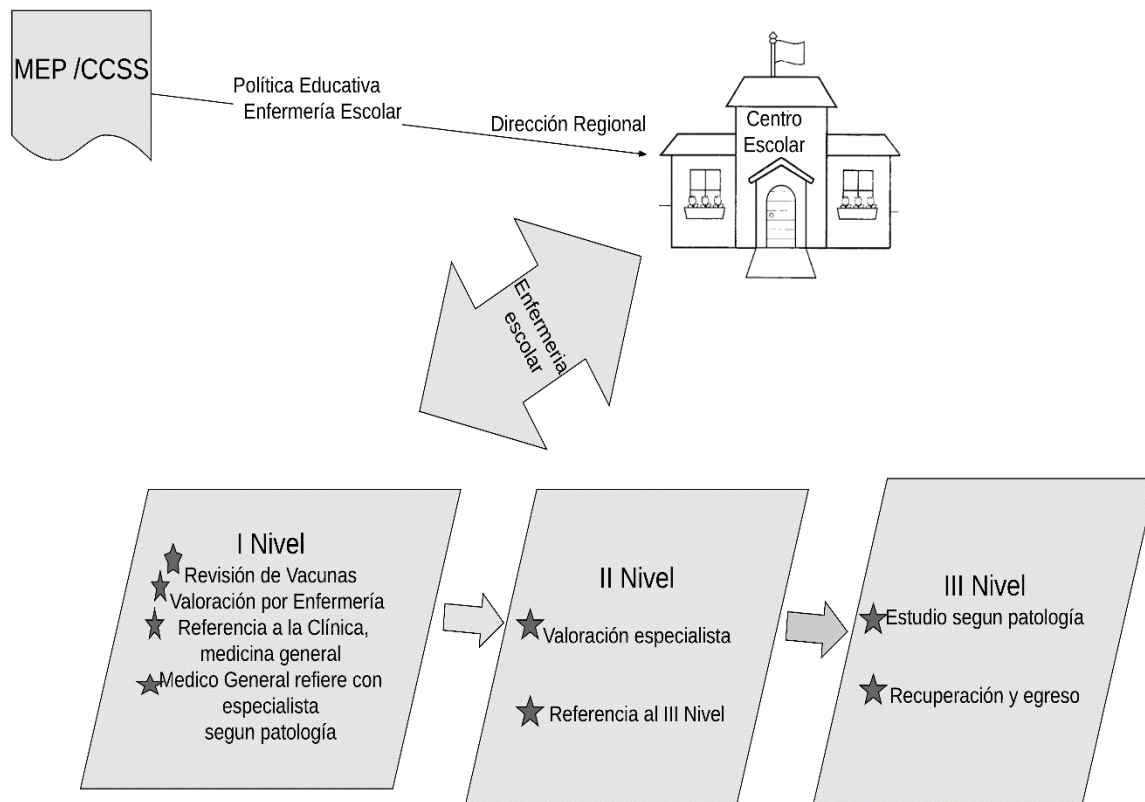 MEP /CCSS
Política Educativa
Enfermería Escolar
Dirección Regional
Centro
Escolar
Enfermeria
escolar
I Nivel
Revisión de Vacunas
Valoración por Enfermería
Referencia a la Clínica,
medicina general
Medico General refiere con
especialista
segun patología
II Nivel
Valoración especialista
Referencia al III Nivel
III Nivel
Estudio segun patología
Recuperación y egreso